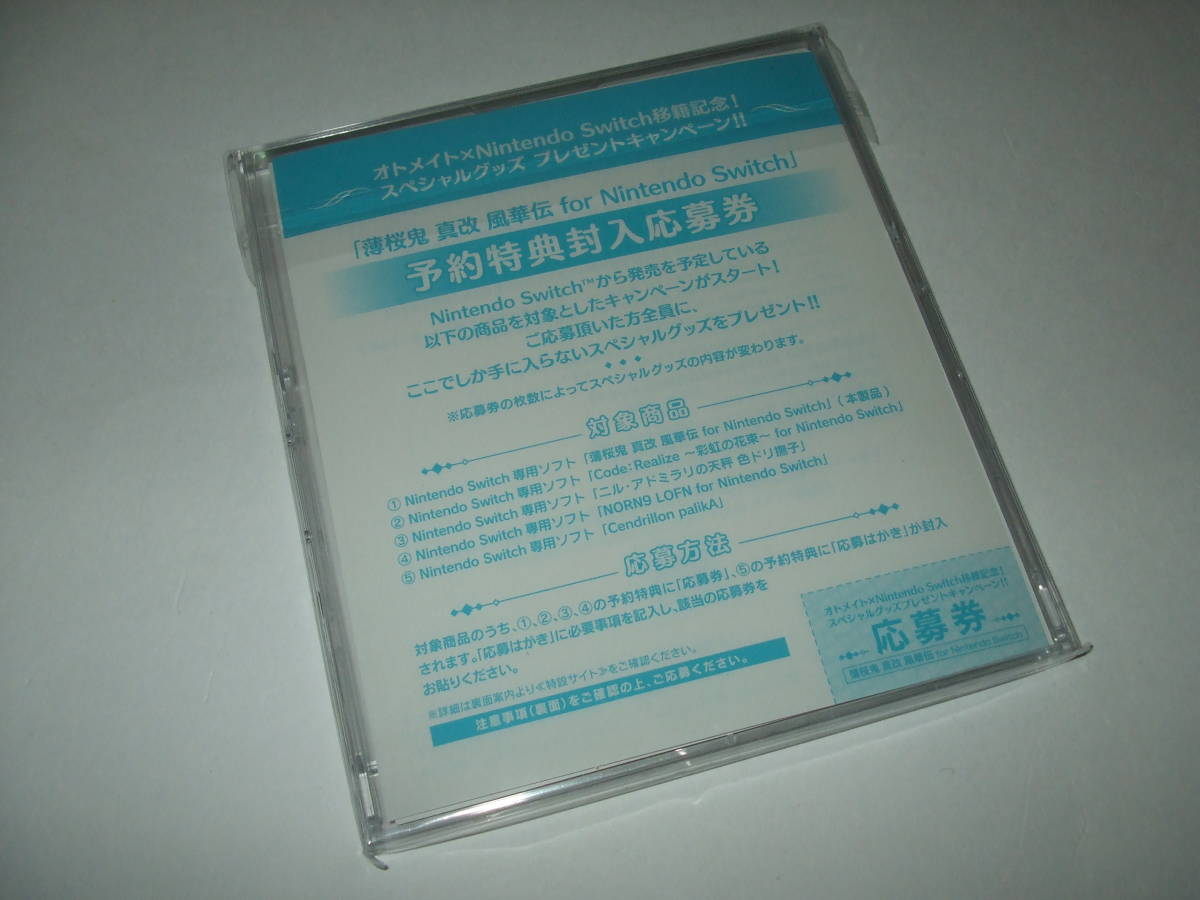 オトメイト×Nintendo Switch移籍記念！
スペシャルグッズ プレゼントキャンペーン!!
「薄桜鬼 真改 風華伝 for Nintendo Switch」
予約特典封入応募券
Nintendo Switch™から発売を予定している
以下の商品を対象としたキャンペーンがスタート！
ご応募頂いた方全員に、
ここでしか手に入らないスペシャルグッズをプレゼント!!
※応募券の枚数によってスペシャルグッズの内容が変わります。
対象商品
① Nintendo Switch 専用ソフト「薄桜鬼 真改 風華伝 for Nintendo Switch」（本製品）
② Nintendo Switch 専用ソフト「Code：Realize ～彩虹の花束～ for Nintendo Switch」
③ Nintendo Switch 専用ソフト「ニル・アドミラリの天秤 色ドリ撫子」
④ Nintendo Switch 専用ソフト「NORN9 LOFN for Nintendo Switch」
⑤ Nintendo Switch 専用ソフト「Cendrillon palikA」
応募方法
対象商品のうち、①、②、③、④の予約特典に「応募券」、⑤の予約特典に「応募はがき」が封入
されます。「応募はがき」に必要事項を記入し、該当の応募券を
お貼りください。
※詳細は裏面案内より≪特設サイト≫をご確認ください。
注意事項（裏面）をご確認の上、ご応募ください。
オトメイト×Nintendo Switch移籍記念！
スペシャルグッズプレゼントキャンペーン!!
応募券
薄桜鬼 真改 風華伝 for Nintendo Switch